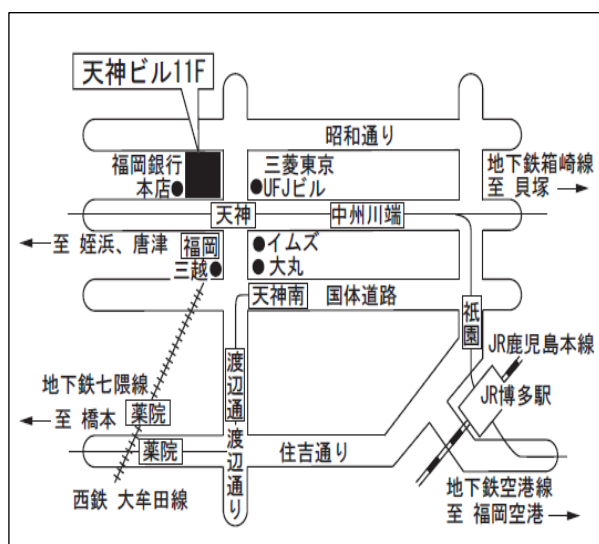 天神ビル11F
昭和通り
福岡銀行
本店
三菱東京
UFJビル
地下鉄箱崎線
至 貝塚
天神
中州川端
至 姪浜、唐津
福岡
三越
イムズ
大丸
天神南
国体道路
祇園
JR鹿児島本線
JR博多駅
地下鉄七隈線
至 橋本
薬院
薬院
渡辺通
渡辺通り
住吉通り
西鉄 大牟田線
地下鉄空港線
至 福岡空港